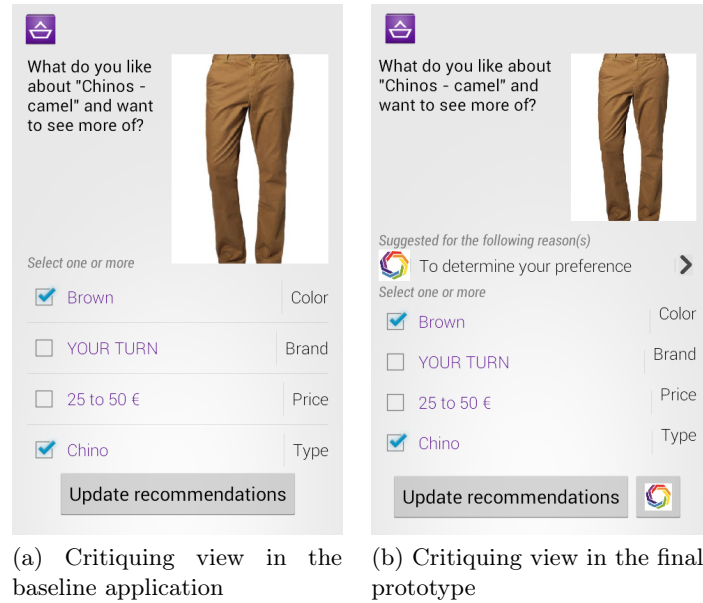 What do you like
about "Chinos -
camel" and want
to see more of?
Select one or more
Brown Color
YOUR TURN Brand
25 to 50 € Price
Chino Type
Update recommendations
(a) Critiquing view in the
baseline application
What do you like about
"Chinos - camel" and
want to see more of?
Suggested for the following reason(s)
To determine your preference
Select one or more
Brown Color
YOUR TURN Brand
25 to 50 € Price
Chino Type
Update recommendations
(b) Critiquing view in the final
prototype